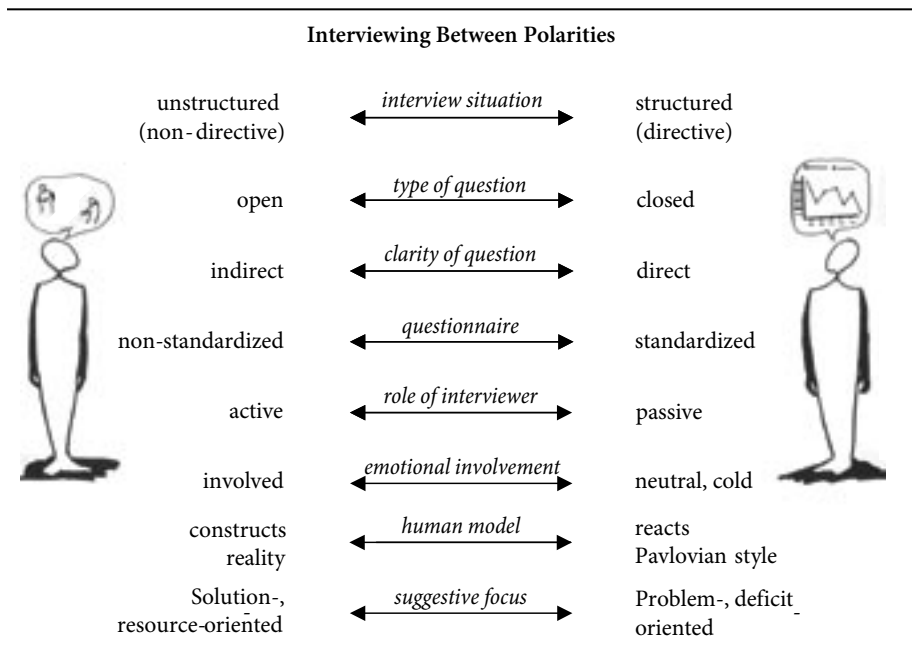 Interviewing Between Polarities
unstructured interview situation structured
(non-directive) (directive)
open type of question closed
indirect clarity of question direct
non-standardized questionnaire standardized
active role of interviewer passive
involved emotional involvement neutral, cold
constructs human model reacts
reality Pavlovian style
Solution-, suggestive focus Problem-, deficit-
resource-oriented oriented